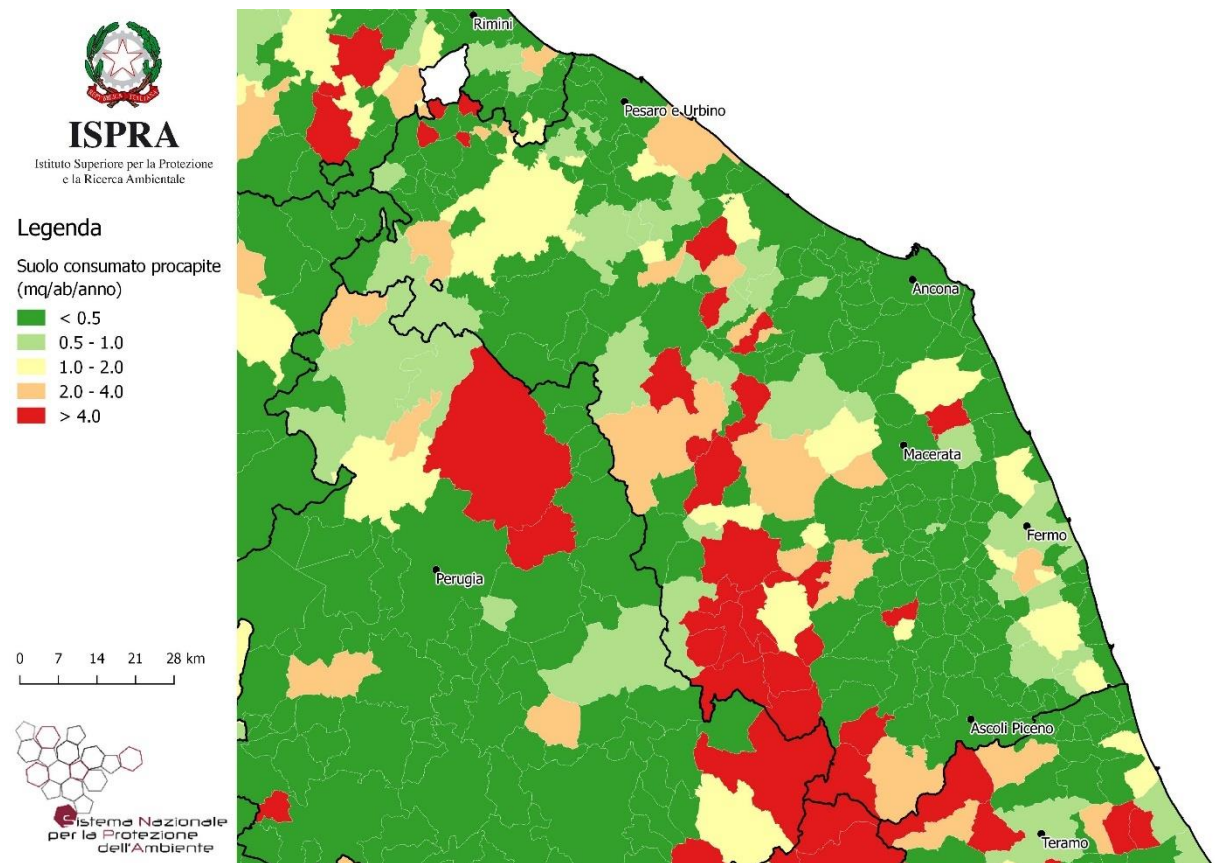 ISPRA
Istituto Superiore per la Protezione
e la Ricerca Ambientale
Legenda
Suolo consumato procapite
(mq/ab/anno)
< 0.5
0.5 - 1.0
1.0 - 2.0
2.0 - 4.0
> 4.0
0 7 14 21 28 km
Sistema Nazionale
per la Protezione
dell'Ambiente
Rimini
Pesaro e Urbino
Ancona
Macerata
Fermo
Perugia
Ascoli Piceno
Teramo